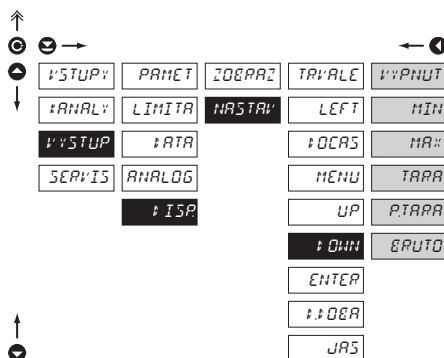 VSTUPY PAMET ZOBRAZ TRVALE VYPNUT
KANALY LIMITA NASTAV LEFT MIN
VYSTUP DATA DOCAS MAX
SERVIS ANALOG MENU TARA
DISP. UP P.TARA
DOWN BRUTO
ENTER
D.DOBA
JAS